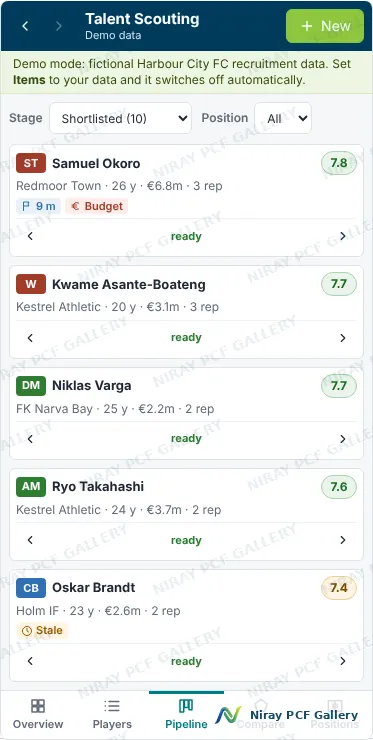 Talent Scouting
Demo data
+ New
Demo mode: fictional Harbour City FC recruitment data. Set
Items to your data and it switches off automatically.
Stage Shortlisted (10) Position All
ST Samuel Okoro 7.8
Redmoor Town · 26 y · €6.8m · 3 rep
9 m € Budget
ready
W Kwame Asante-Boateng 7.7
Kestrel Athletic · 20 y · €3.1m · 3 rep
ready
DM Niklas Varga 7.7
FK Narva Bay · 25 y · €2.2m · 2 rep
ready
AM Ryo Takahashi 7.6
Kestrel Athletic · 24 y · €3.7m · 2 rep
ready
CB Oskar Brandt 7.4
Holm IF · 23 y · €2.6m · 2 rep
Stale
ready
Overview Players Pipeline Compare Positions
Niray PCF Gallery
NIRAY PCF GALLERY